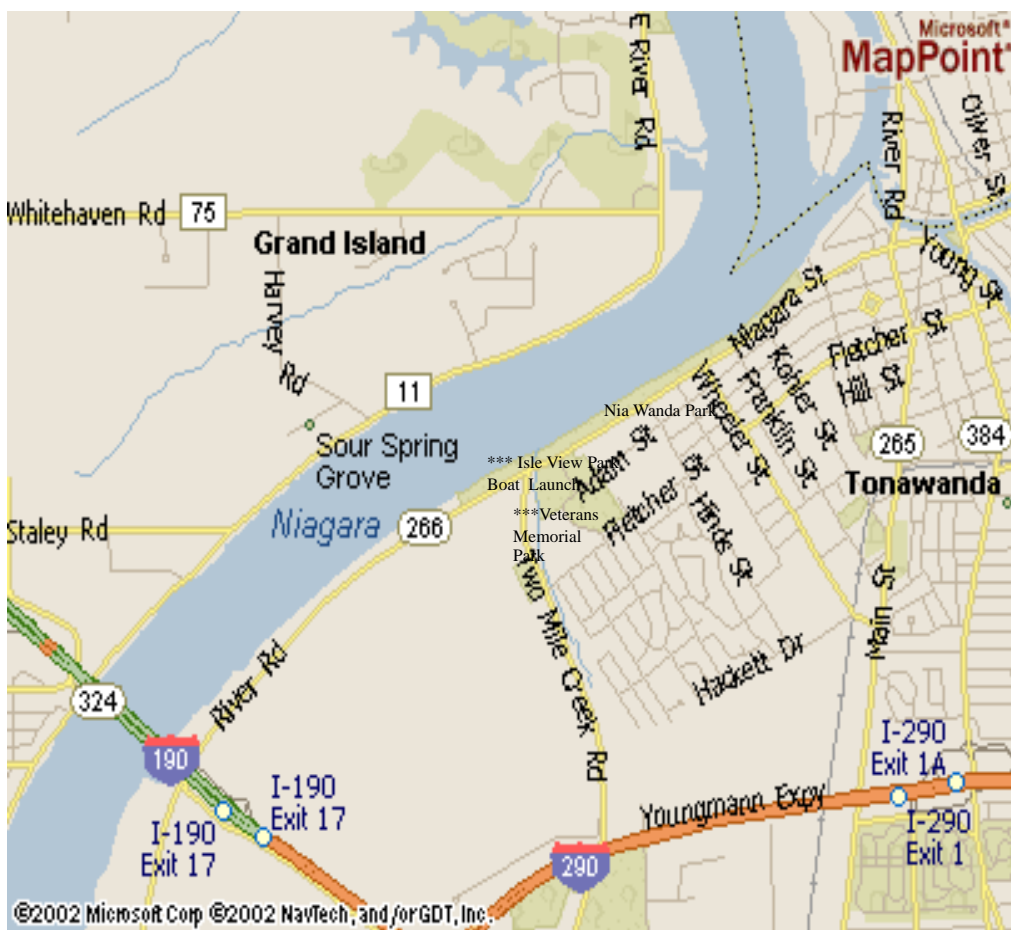 Microsoft®
MapPoint®
E River Rd
River Rd
Oliver St
Whitehaven Rd
75
Grand Island
Harvey Rd
Young St
Niagara St
Fletcher St
11
Kohler St
Hill St
Franklin St
Wheeler St
Nia Wanda Park
265
384
Sour Spring
Grove
*** Isle View Park
Boat Launch
Adam St
Fletcher St
Tonawanda
Niagara
266
***Veterans
Memorial
Park
Hinds St
Staley Rd
Two Mile Creek Rd
Main St
Hackett Dr
River Rd
324
190
I-190
Exit 17
I-190
Exit 17
I-290
Exit 1A
Youngmann Expy
I-290
Exit 1
290
©2002 Microsoft Corp ©2002 NavTech, and/or GDT, Inc.